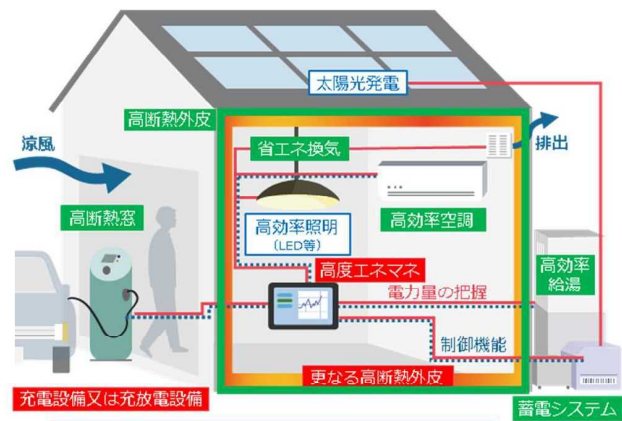 太陽光発電
高断熱外皮
涼風
省エネ換気
排出
高断熱窓
高効率照明
(LED等)
高効率空調
高度エネマネ
電力量の把握
高効率
給湯
制御機能
更なる高断熱外皮
充電設備又は充放電設備
蓄電システム